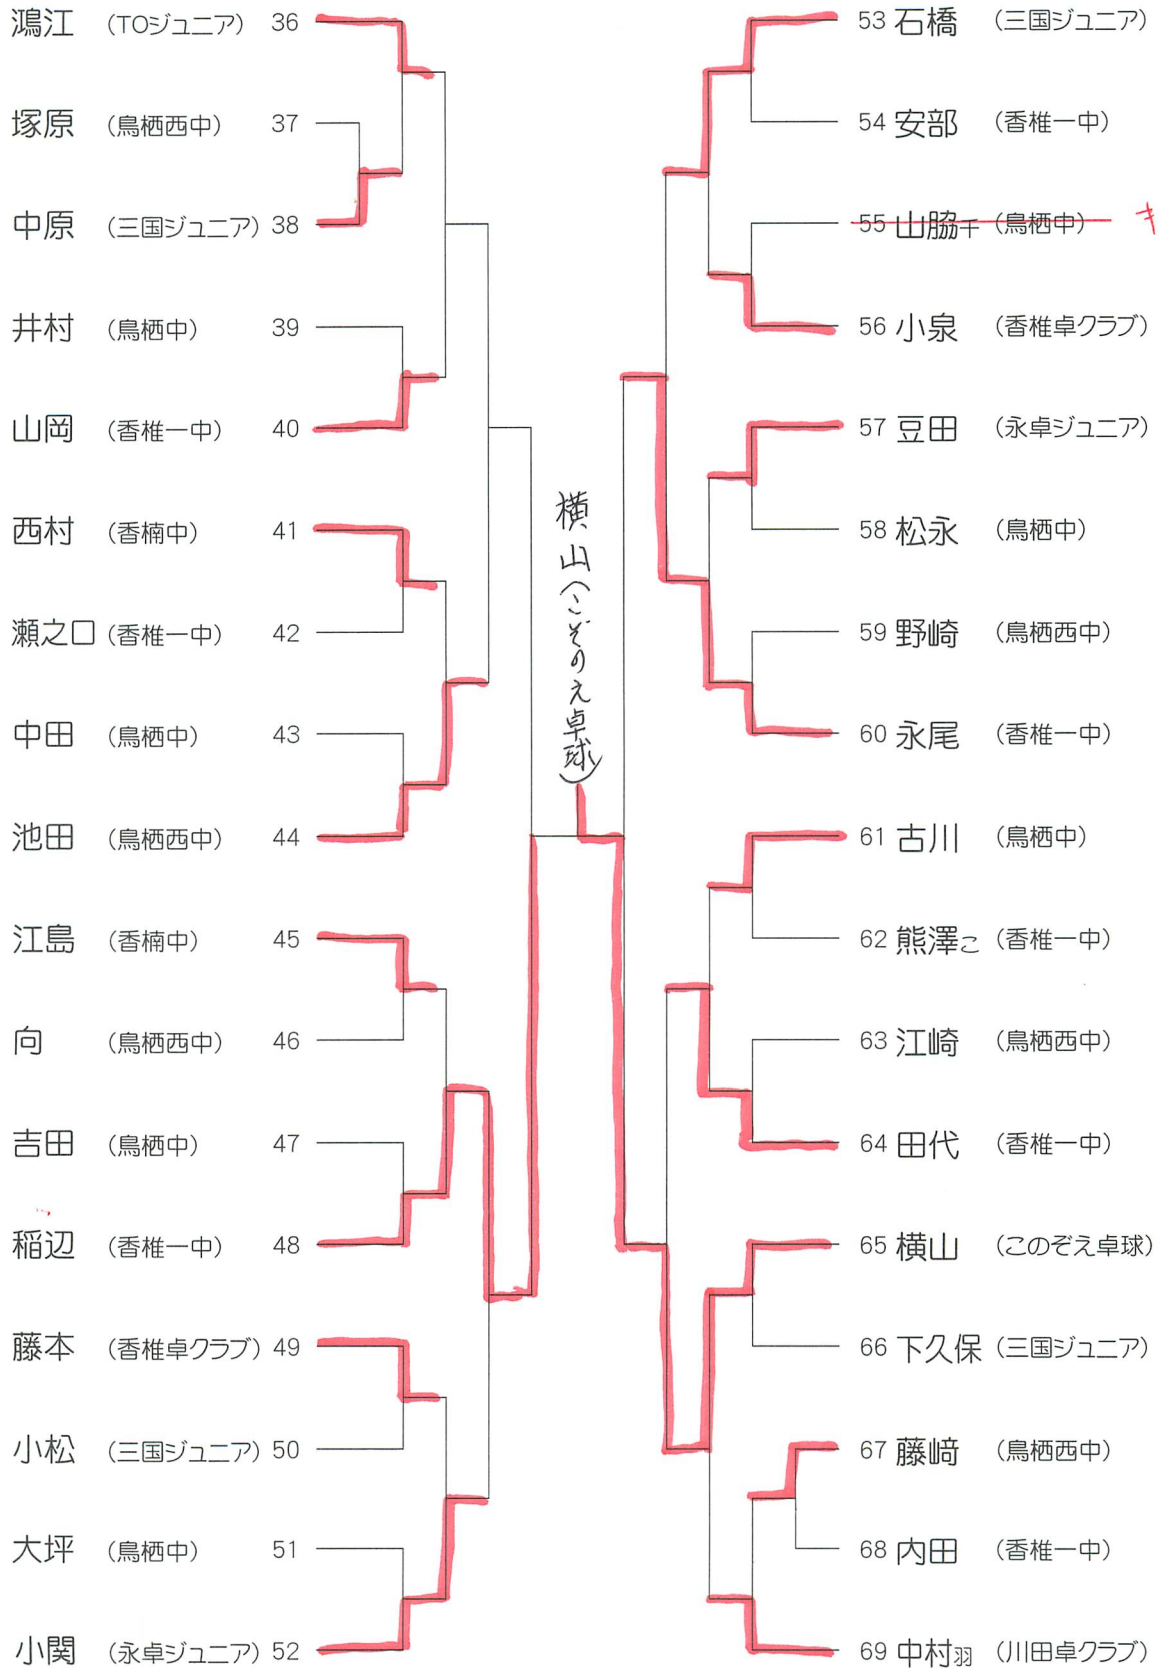 鴻江 (TOジュニア) 36
塚原 (鳥栖西中) 37
中原 (三国ジュニア) 38
井村 (鳥栖中) 39
山岡 (香椎一中) 40
西村 (香楠中) 41
瀬之口 (香椎一中) 42
中田 (鳥栖中) 43
池田 (鳥栖西中) 44
江島 (香楠中) 45
向 (鳥栖西中) 46
吉田 (鳥栖中) 47
稲辺 (香椎一中) 48
藤本 (香椎卓クラブ) 49
小松 (三国ジュニア) 50
大坪 (鳥栖中) 51
小関 (永卓ジュニア) 52
横山(こぞのえ卓球)
53 石橋 (三国ジュニア)
54 安部 (香椎一中)
55 山脇千 (鳥栖中) キ
56 小泉 (香椎卓クラブ)
57 豆田 (永卓ジュニア)
58 松永 (鳥栖中)
59 野崎 (鳥栖西中)
60 永尾 (香椎一中)
61 古川 (鳥栖中)
62 熊澤こ (香椎一中)
63 江崎 (鳥栖西中)
64 田代 (香椎一中)
65 横山 (このぞえ卓球)
66 下久保 (三国ジュニア)
67 藤﨑 (鳥栖西中)
68 内田 (香椎一中)
69 中村羽 (川田卓クラブ)